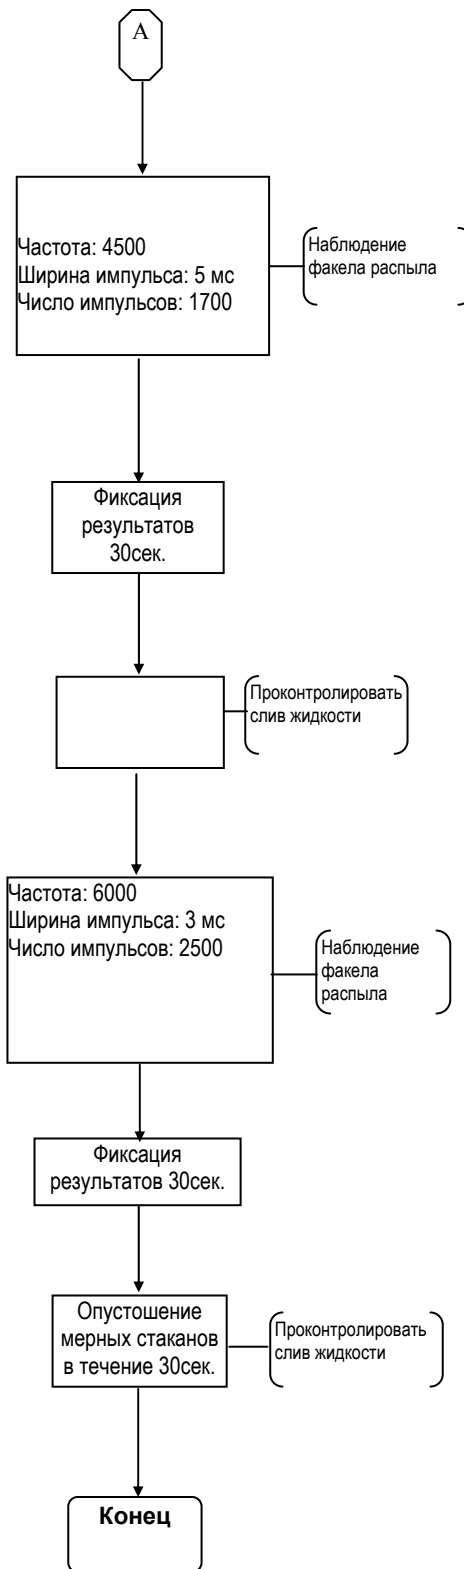 А
Частота: 4500
Ширина импульса: 5 мс
Число импульсов: 1700
Наблюдение
факела распыла
Фиксация
результатов
30сек.
Проконтролировать
слив жидкости
Частота: 6000
Ширина импульса: 3 мс
Число импульсов: 2500
Наблюдение
факела
распыла
Фиксация
результатов 30сек.
Опустошение
мерных стаканов
в течение 30сек.
Проконтролировать
слив жидкости
Конец